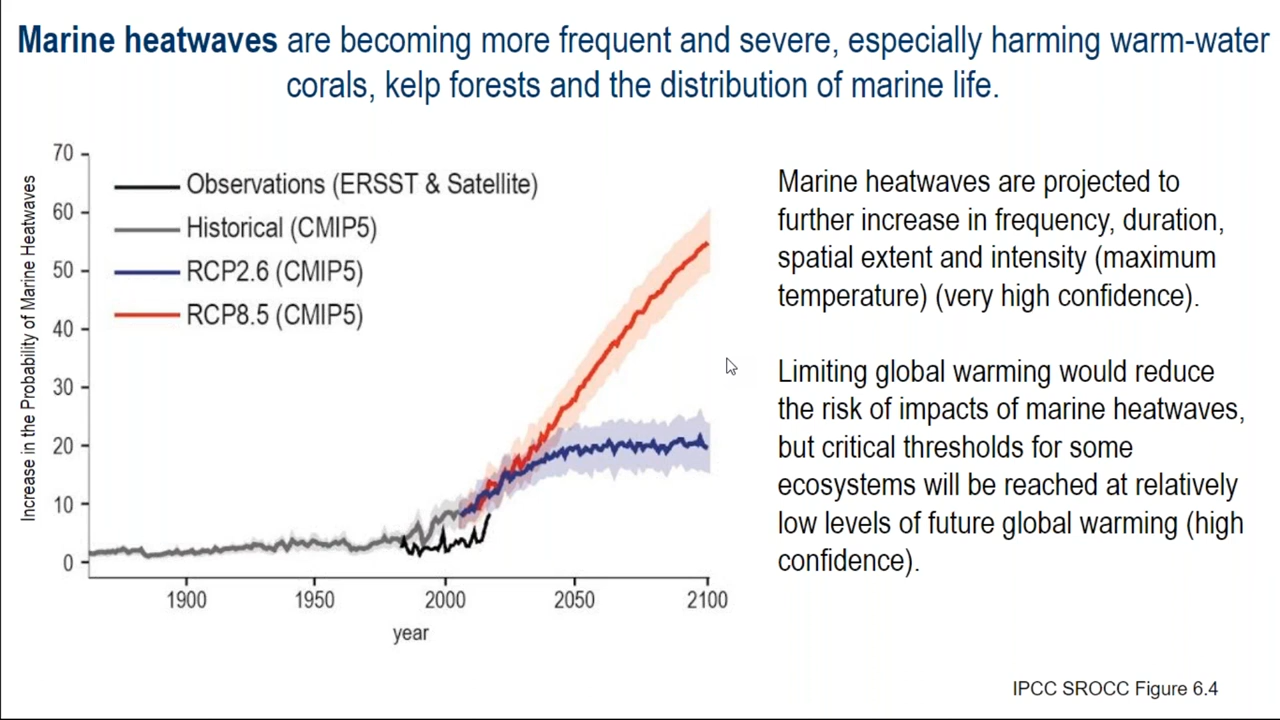 Marine heatwaves are becoming more frequent and severe, especially harming warm-water
corals, kelp forests and the distribution of marine life.
Increase in the Probability of Marine Heatwaves
70
60
50
40
30
20
10
0
Observations (ERSST & Satellite)
Historical (CMIP5)
RCP2.6 (CMIP5)
RCP8.5 (CMIP5)
1900 1950 2000 2050 2100
year
Marine heatwaves are projected to
further increase in frequency, duration,
spatial extent and intensity (maximum
temperature) (very high confidence).
Limiting global warming would reduce
the risk of impacts of marine heatwaves,
but critical thresholds for some
ecosystems will be reached at relatively
low levels of future global warming (high
confidence).
IPCC SROCC Figure 6.4